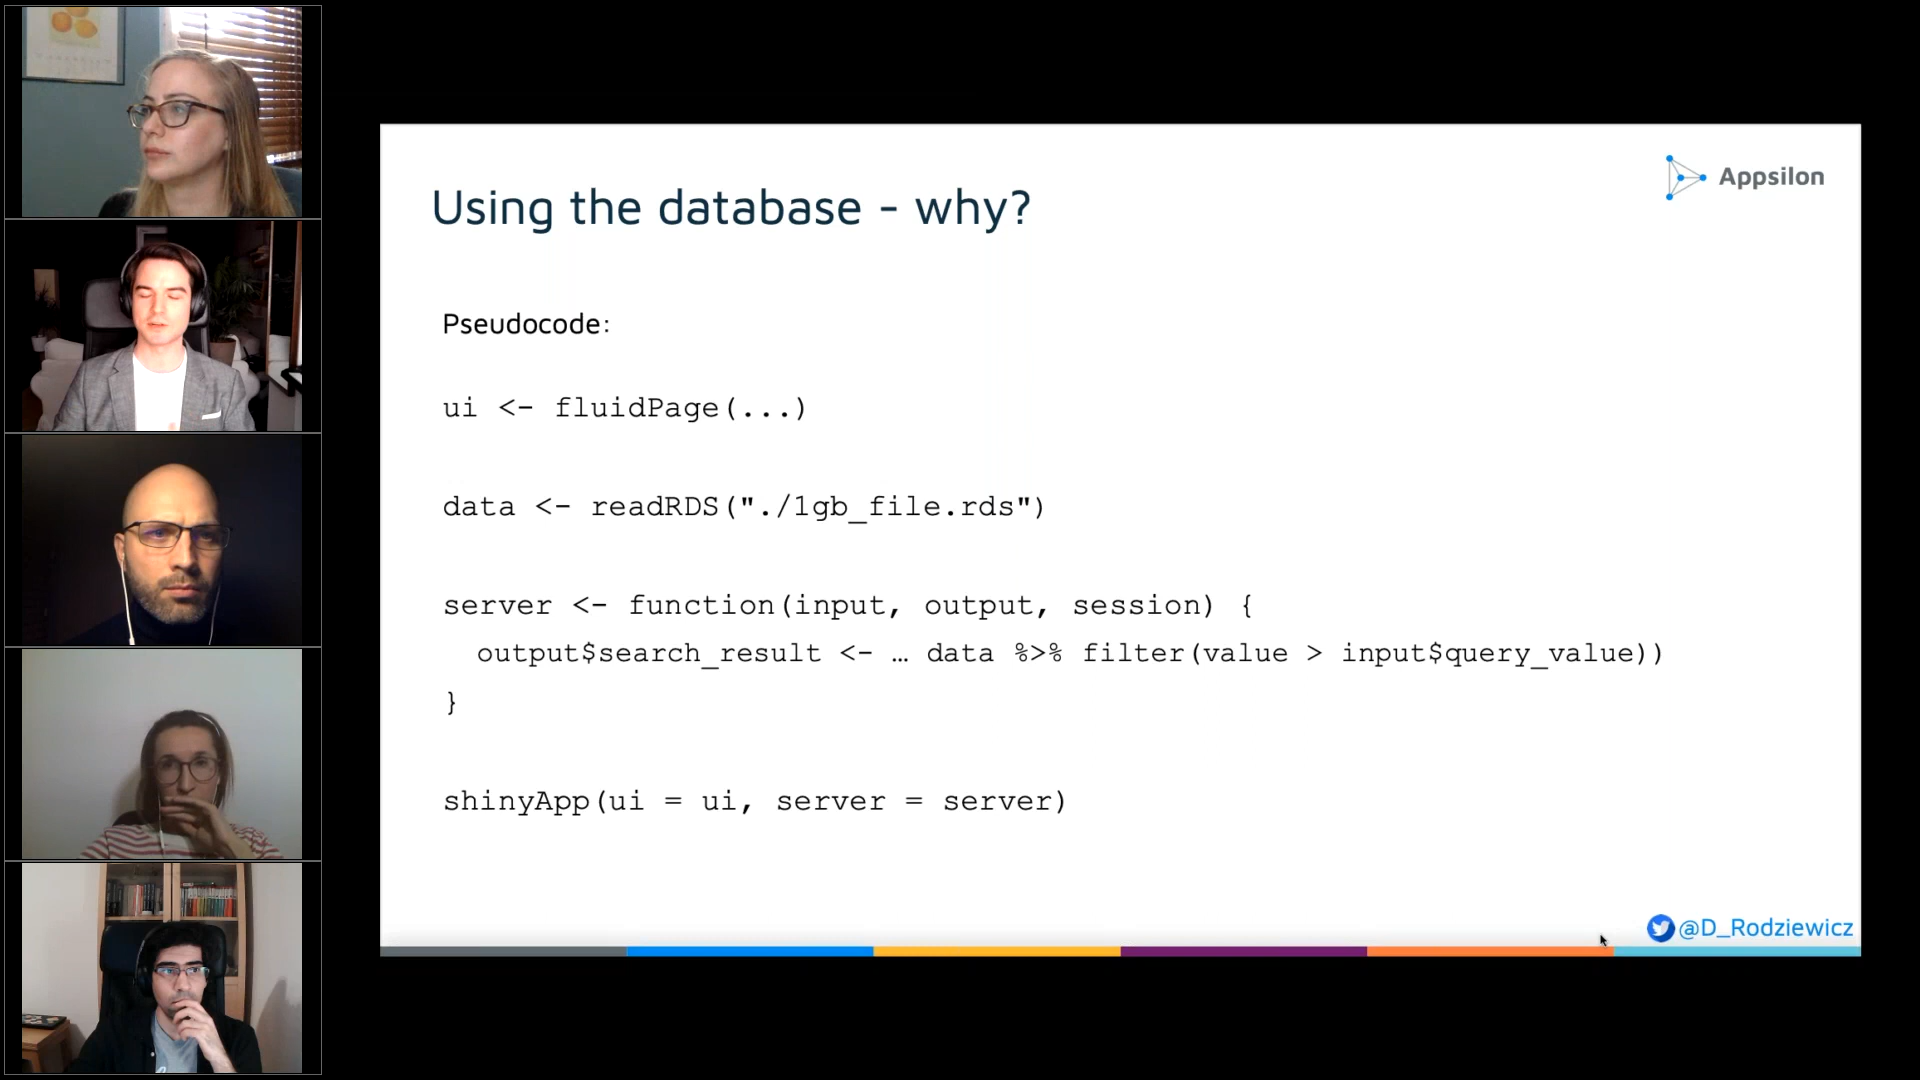 Appsilon
Using the database - why?
Pseudocode:
ui <- fluidPage(...)
data <- readRDS("./1gb_file.rds")
server <- function(input, output, session) {
output$search_result <- … data %>% filter(value > input$query_value))
}
shinyApp(ui = ui, server = server)
@D_Rodziewicz